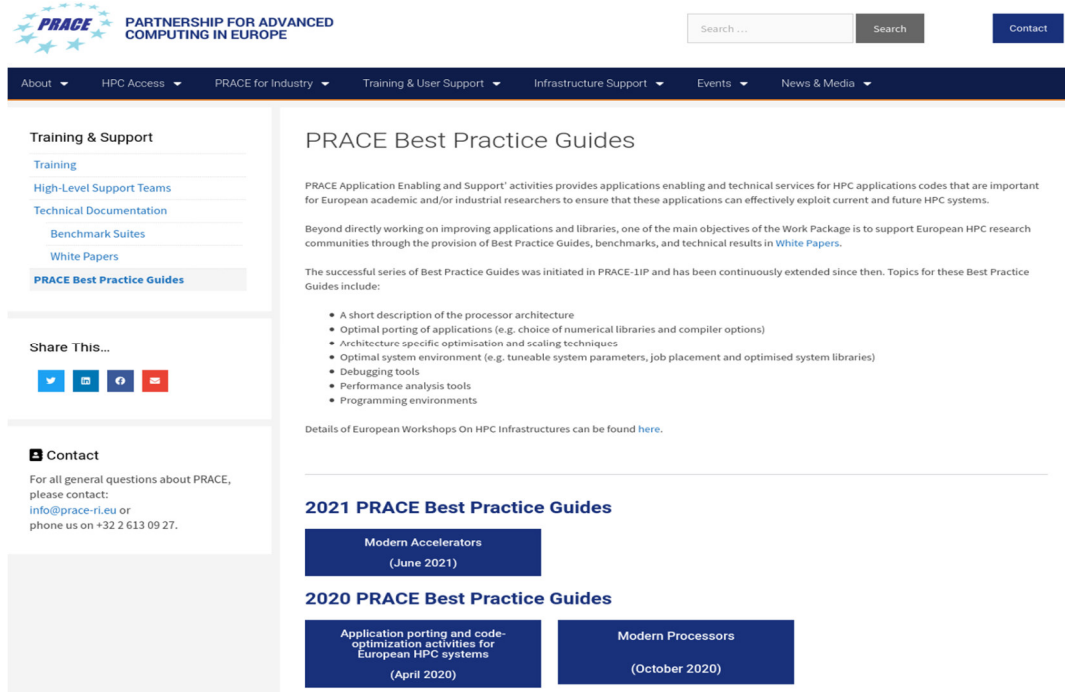 PRACE
PARTNERSHIP FOR ADVANCED
COMPUTING IN EUROPE
Search ...
Search
Contact
About
HPC Access
PRACE for Industry
Training & User Support
Infrastructure Support
Events
News & Media
Training & Support
Training
High-Level Support Teams
Technical Documentation
Benchmark Suites
White Papers
PRACE Best Practice Guides
Share This...
Contact
For all general questions about PRACE,
please contact:
info@prace-ri.eu or
phone us on +32 2 613 09 27.
PRACE Best Practice Guides
PRACE Application Enabling and Support' activities provides applications enabling and technical services for HPC applications codes that are important
for European academic and/or industrial researchers to ensure that these applications can effectively exploit current and future HPC systems.
Beyond directly working on improving applications and libraries, one of the main objectives of the Work Package is to support European HPC research
communities through the provision of Best Practice Guides, benchmarks, and technical results in White Papers.
The successful series of Best Practice Guides was initiated in PRACE-1IP and has been continuously extended since then. Topics for these Best Practice
Guides include:
• A short description of the processor architecture
• Optimal porting of applications (e.g. choice of numerical libraries and compiler options)
• Architecture specific optimisation and scaling techniques
• Optimal system environment (e.g. tuneable system parameters, job placement and optimised system libraries)
• Debugging tools
• Performance analysis tools
• Programming environments
Details of European Workshops On HPC Infrastructures can be found here.
2021 PRACE Best Practice Guides
Modern Accelerators
(June 2021)
2020 PRACE Best Practice Guides
Application porting and code-
optimization activities for
European HPC systems
(April 2020)
Modern Processors
(October 2020)